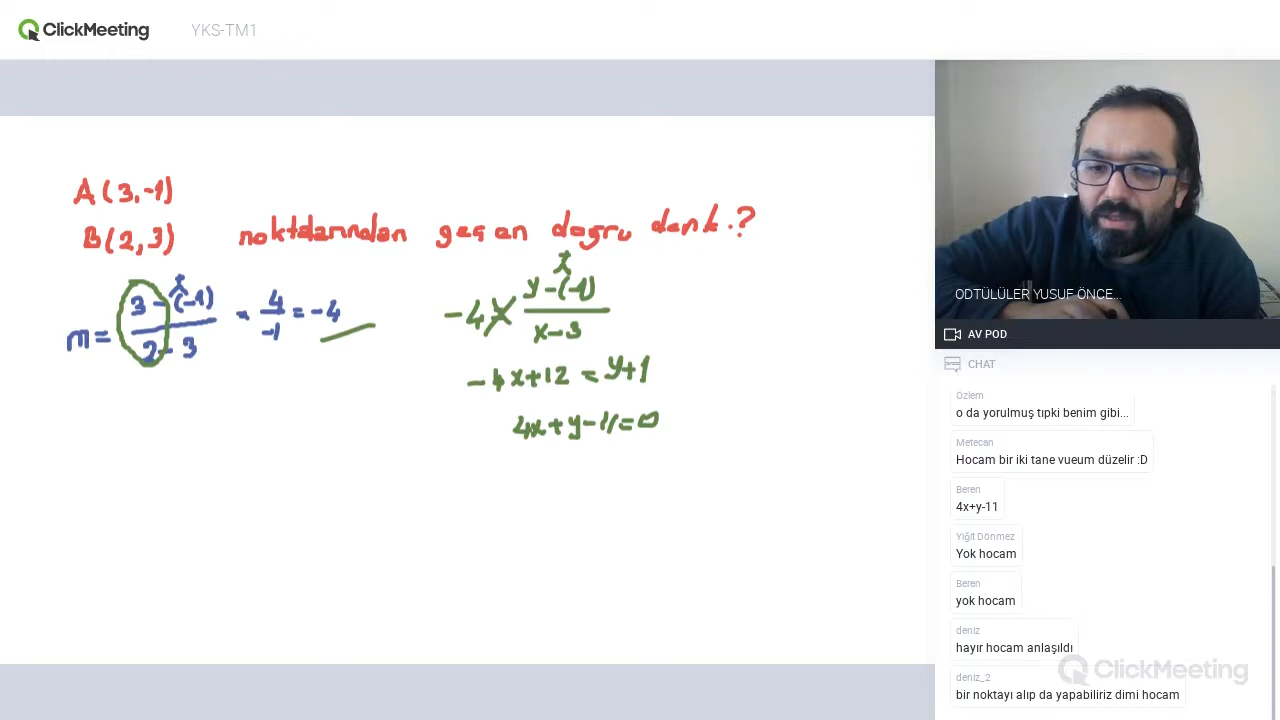 ClickMeeting
YKS-TM1
A(3,-1)
B(2,3)
noktalarından geçen doğru denk.?
m = 3-(-1) / 2-3 = 4/-1 = -4
-4 = y-(-1) / x-3
-4x+12 = y+1
4x+y-11=0
ODTÜLÜLER YUSUF ÖNCE...
AV POD
CHAT
Özlem
o da yorulmuş tıpki benim gibi...
Metecan
Hocam bir iki tane vueum düzelir :D
Beren
4x+y-11
Yiğit Dönmez
Yok hocam
Beren
yok hocam
deniz
hayır hocam anlaşıldı
ClickMeeting
deniz_2
bir noktayı alıp da yapabiliriz dimi hocam